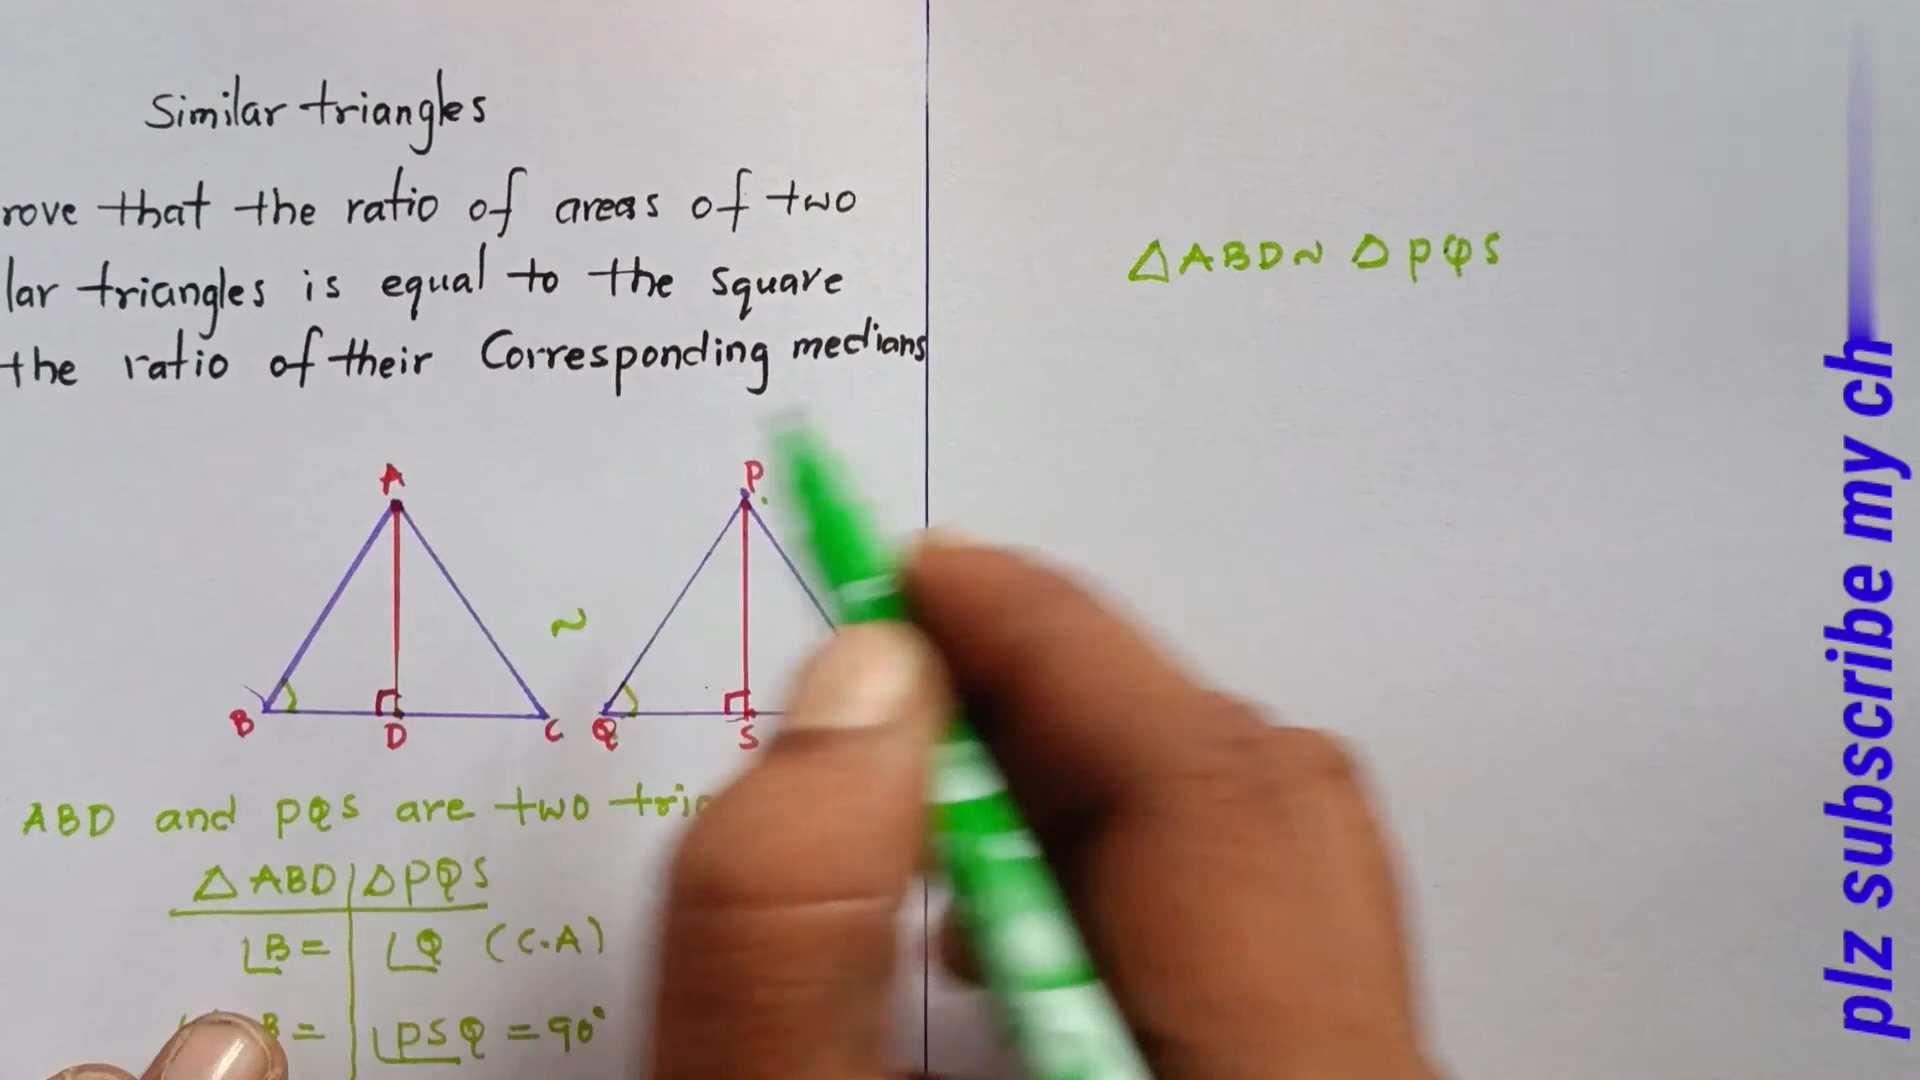 Similar triangles
rove that the ratio of areas of two
lar triangles is equal to the square
the ratio of their Corresponding medians
△ABD ~ △PQS
A
P
~
B
D
C
Q
S
ABD and PQS are two
△ABD | △PQS
∠B = | ∠Q (C.A)
B = | ∠PSQ = 90°
plz subscribe my ch